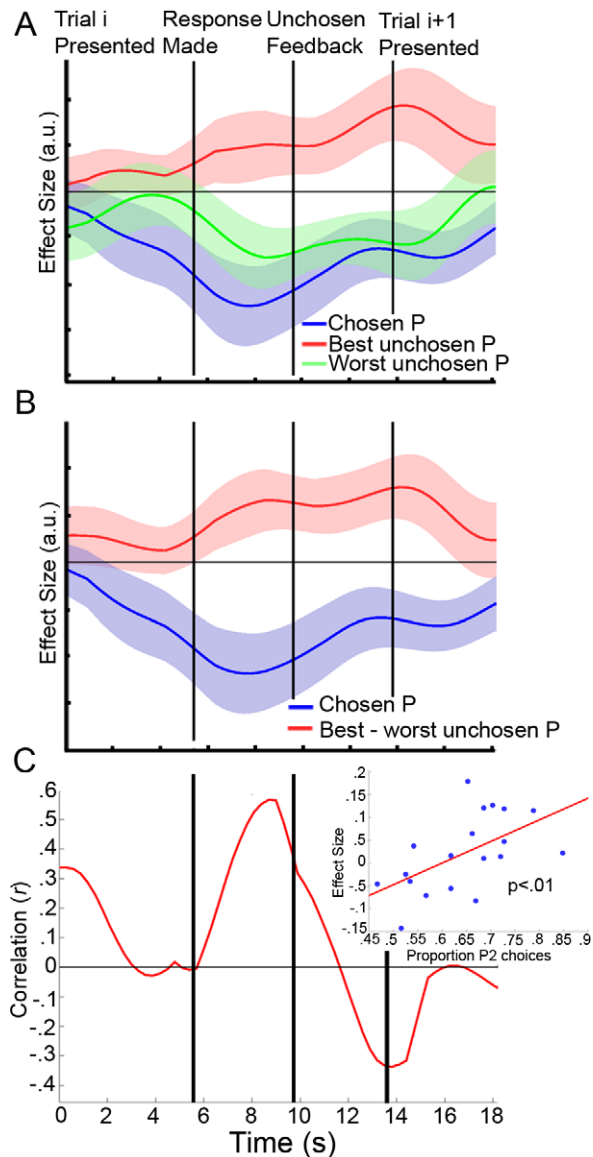 A
Trial i Response Unchosen Trial i+1
Presented Made Feedback Presented
Effect Size (a.u.)
Chosen P
Best unchosen P
Worst unchosen P
B
Effect Size (a.u.)
Chosen P
Best - worst unchosen P
C
Correlation (r)
.6
.5
.4
.3
.2
.1
0
-.1
-.2
-.3
-.4
0 2 4 6 8 10 12 14 16 18
Time (s)
Effect Size
.2
.15
.1
.5
0
-.5
-.1
-.15
p<.01
.45 .5 .55 .6 .65 .7 .75 .8 .85 .9
Proportion P2 choices